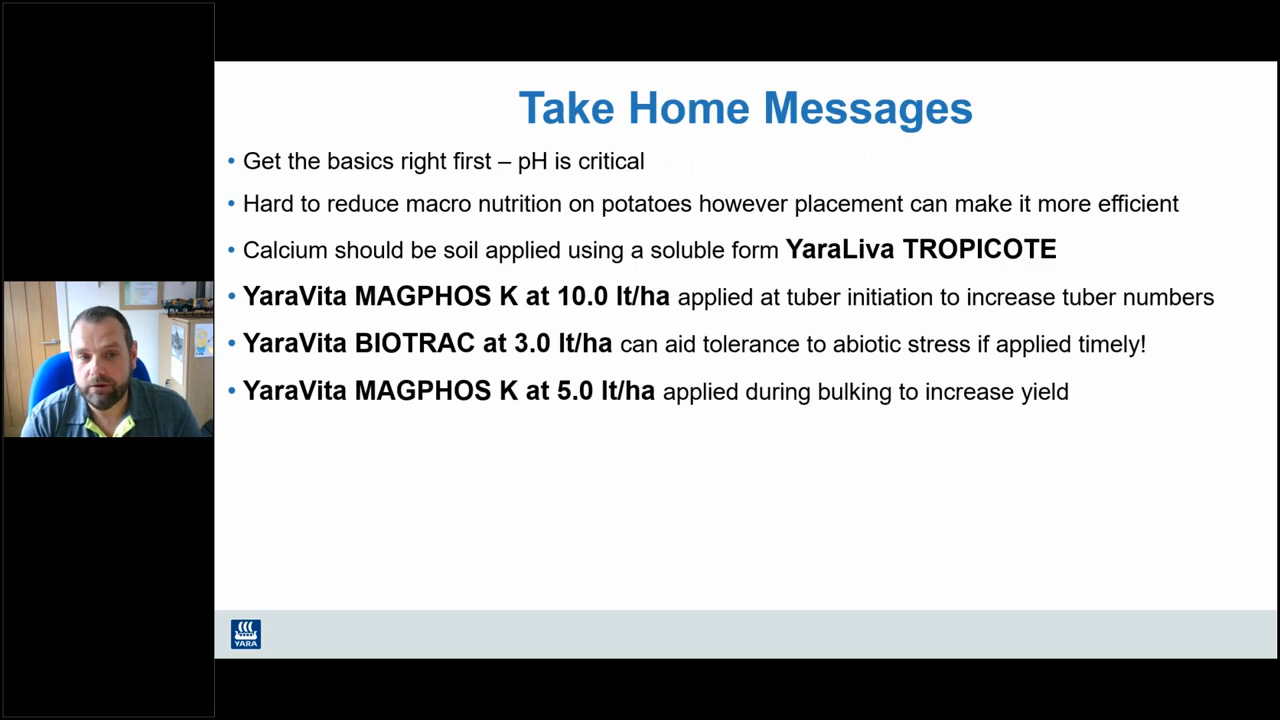 Take Home Messages
• Get the basics right first – pH is critical
• Hard to reduce macro nutrition on potatoes however placement can make it more efficient
• Calcium should be soil applied using a soluble form YaraLiva TROPICOTE
• YaraVita MAGPHOS K at 10.0 lt/ha applied at tuber initiation to increase tuber numbers
• YaraVita BIOTRAC at 3.0 lt/ha can aid tolerance to abiotic stress if applied timely!
• YaraVita MAGPHOS K at 5.0 lt/ha applied during bulking to increase yield
YARA